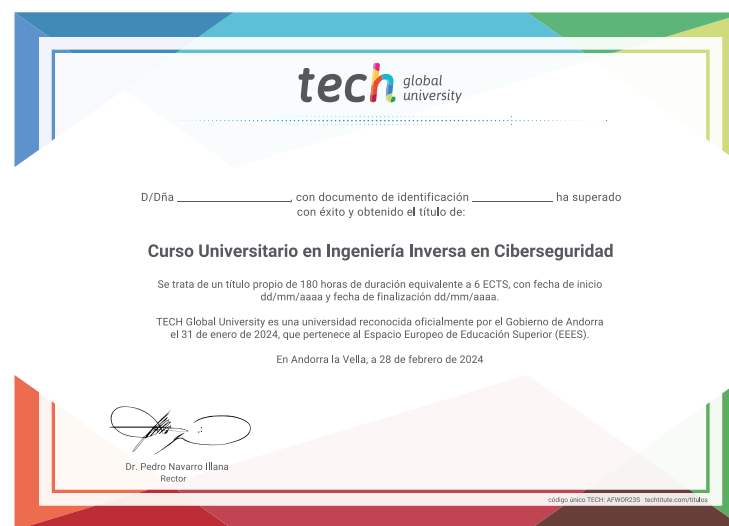 tech global university
D/Dña ____________________, con documento de identificación ______________ ha superado
con éxito y obtenido el título de:
Curso Universitario en Ingeniería Inversa en Ciberseguridad
Se trata de un título propio de 180 horas de duración equivalente a 6 ECTS, con fecha de inicio
dd/mm/aaaa y fecha de finalización dd/mm/aaaa.
TECH Global University es una universidad reconocida oficialmente por el Gobierno de Andorra
el 31 de enero de 2024, que pertenece al Espacio Europeo de Educación Superior (EEES).
En Andorra la Vella, a 28 de febrero de 2024
Dr. Pedro Navarro Illana
Rector
código único TECH: AFWOR23S techtitute.com/titulos